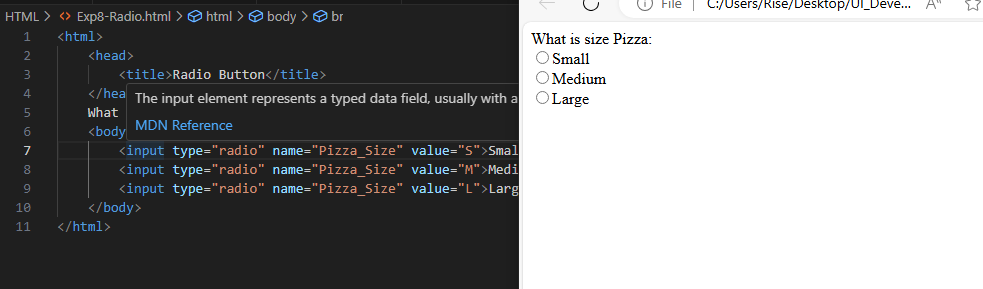 HTML > Exp8-Radio.html > html > body > br
1 <html>
2 <head>
3 <title>Radio Button</title>
4 </hea
5 What
6 <body
The input element represents a typed data field, usually with a
MDN Reference
7 <input type="radio" name="Pizza_Size" value="S">Smal
8 <input type="radio" name="Pizza_Size" value="M">Medi
9 <input type="radio" name="Pizza_Size" value="L">Larg
10 </body>
11 </html>
File | C:/Users/Rise/Desktop/UI_Deve... A
What is size Pizza:
Small
Medium
Large